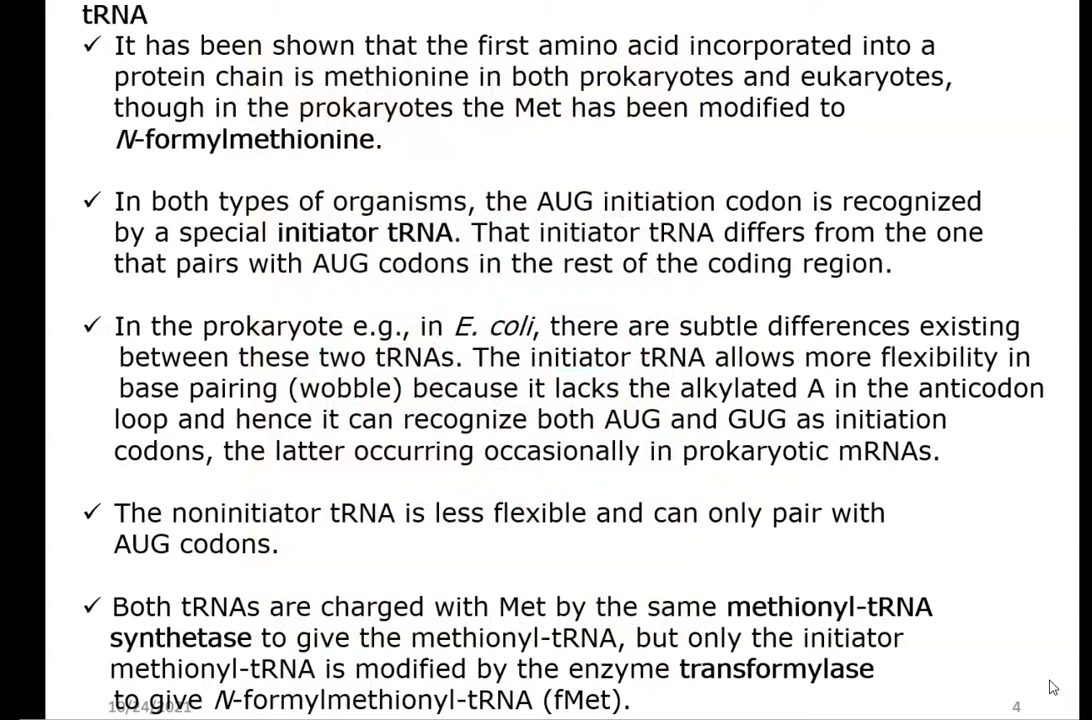 tRNA
✓ It has been shown that the first amino acid incorporated into a
protein chain is methionine in both prokaryotes and eukaryotes,
though in the prokaryotes the Met has been modified to
N-formylmethionine.
✓ In both types of organisms, the AUG initiation codon is recognized
by a special initiator tRNA. That initiator tRNA differs from the one
that pairs with AUG codons in the rest of the coding region.
✓ In the prokaryote e.g., in E. coli, there are subtle differences existing
between these two tRNAs. The initiator tRNA allows more flexibility in
base pairing (wobble) because it lacks the alkylated A in the anticodon
loop and hence it can recognize both AUG and GUG as initiation
codons, the latter occurring occasionally in prokaryotic mRNAs.
✓ The noninitiator tRNA is less flexible and can only pair with
AUG codons.
✓ Both tRNAs are charged with Met by the same methionyl-tRNA
synthetase to give the methionyl-tRNA, but only the initiator
methionyl-tRNA is modified by the enzyme transformylase
to give N-formylmethionyl-tRNA (fMet).
10/24/2021
4